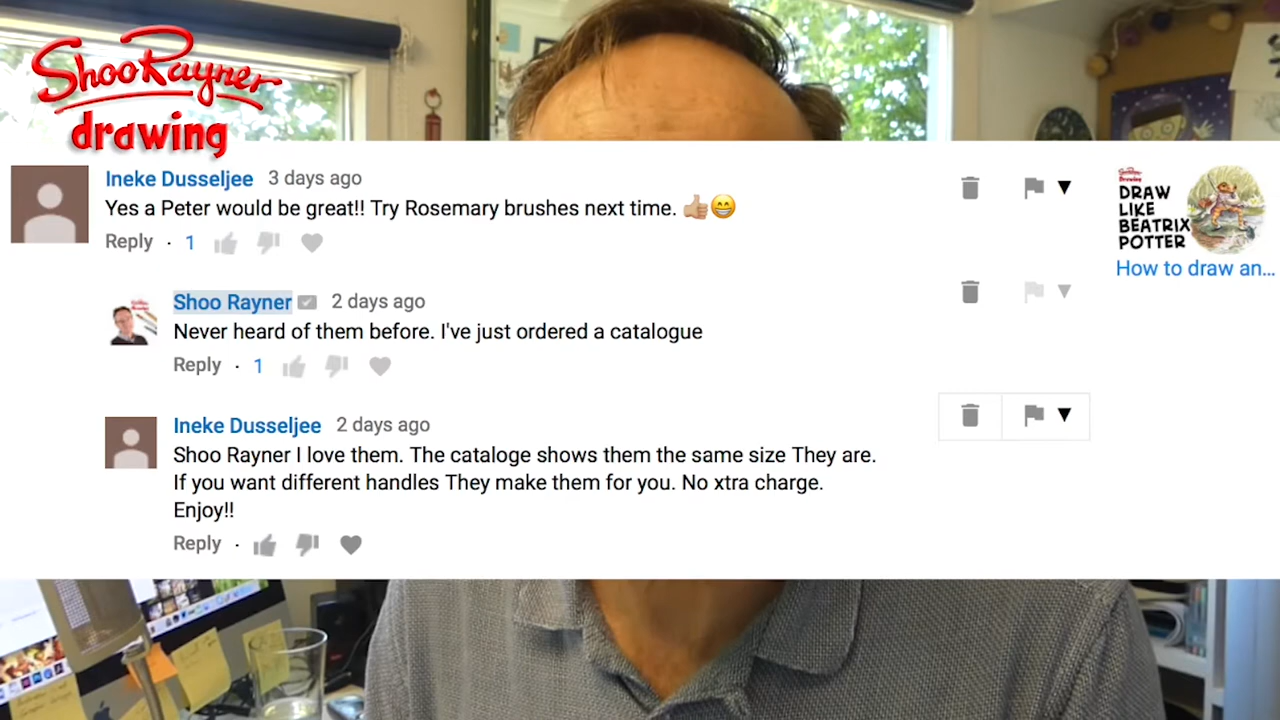 ShooRayner
drawing
Ineke Dusseljee 3 days ago
Yes a Peter would be great!! Try Rosemary brushes next time. 👍🏼😁
Reply · 1
Shoo Rayner 2 days ago
Never heard of them before. I've just ordered a catalogue
Reply · 1
Ineke Dusseljee 2 days ago
Shoo Rayner I love them. The cataloge shows them the same size They are.
If you want different handles They make them for you. No xtra charge.
Enjoy!!
Reply ·
DRAW
LIKE
BEATRIX
POTTER
How to draw an...